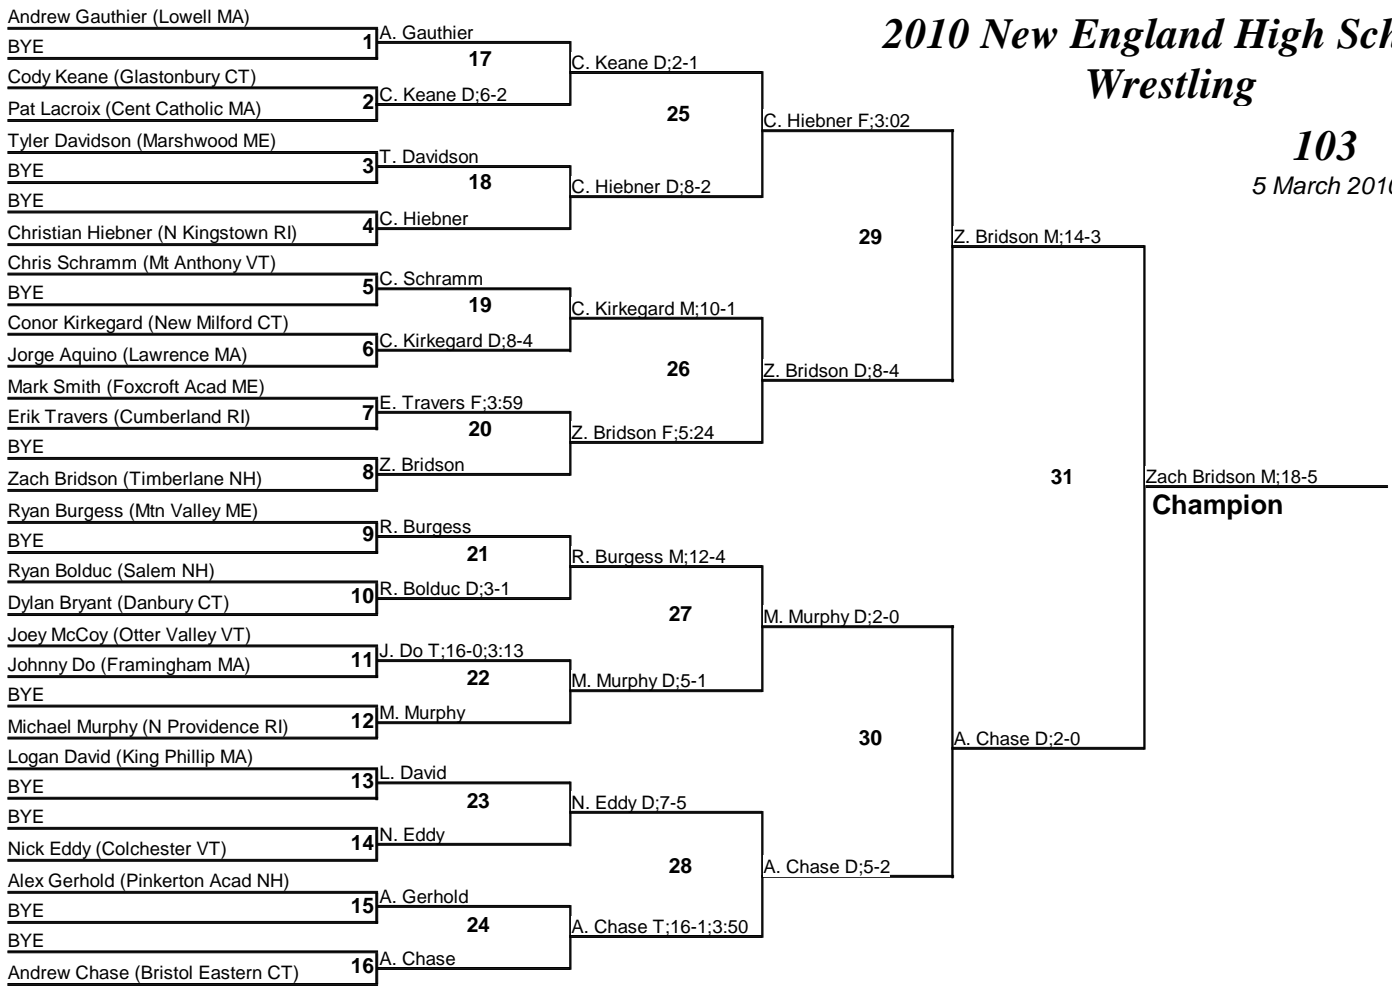 2010 New England High Sch
Wrestling
103
5 March 2010
Andrew Gauthier (Lowell MA)
BYE
1
Cody Keane (Glastonbury CT)
Pat Lacroix (Cent Catholic MA)
2
Tyler Davidson (Marshwood ME)
BYE
3
BYE
Christian Hiebner (N Kingstown RI)
4
Chris Schramm (Mt Anthony VT)
BYE
5
Conor Kirkegard (New Milford CT)
Jorge Aquino (Lawrence MA)
6
Mark Smith (Foxcroft Acad ME)
Erik Travers (Cumberland RI)
7
BYE
Zach Bridson (Timberlane NH)
8
Ryan Burgess (Mtn Valley ME)
BYE
9
Ryan Bolduc (Salem NH)
Dylan Bryant (Danbury CT)
10
Joey McCoy (Otter Valley VT)
Johnny Do (Framingham MA)
11
BYE
Michael Murphy (N Providence RI)
12
Logan David (King Phillip MA)
BYE
13
BYE
Nick Eddy (Colchester VT)
14
Alex Gerhold (Pinkerton Acad NH)
BYE
15
BYE
Andrew Chase (Bristol Eastern CT)
16
A. Gauthier
17
C. Keane D;6-2
T. Davidson
18
C. Hiebner
C. Schramm
19
C. Kirkegard D;8-4
E. Travers F;3:59
20
Z. Bridson
R. Burgess
21
R. Bolduc D;3-1
J. Do T;16-0;3:13
22
M. Murphy
L. David
23
N. Eddy
A. Gerhold
24
A. Chase
C. Keane D;2-1
25
C. Hiebner D;8-2
C. Kirkegard M;10-1
26
Z. Bridson F;5:24
R. Burgess M;12-4
27
M. Murphy D;5-1
N. Eddy D;7-5
28
A. Chase T;16-1;3:50
C. Hiebner F;3:02
29
Z. Bridson D;8-4
M. Murphy D;2-0
30
A. Chase D;5-2
Z. Bridson M;14-3
31
A. Chase D;2-0
Zach Bridson M;18-5
Champion